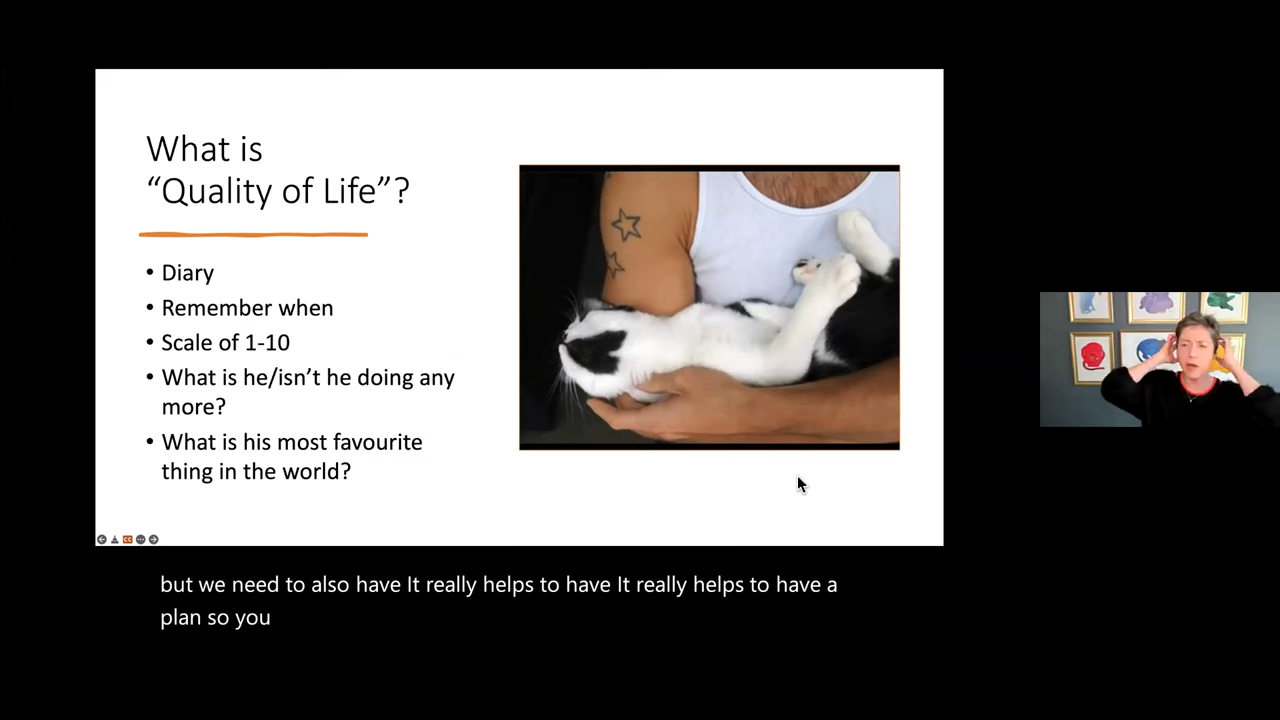 What is
“Quality of Life”?
• Diary
• Remember when
• Scale of 1-10
• What is he/isn’t he doing any
more?
• What is his most favourite
thing in the world?
CC
but we need to also have It really helps to have It really helps to have a
plan so you